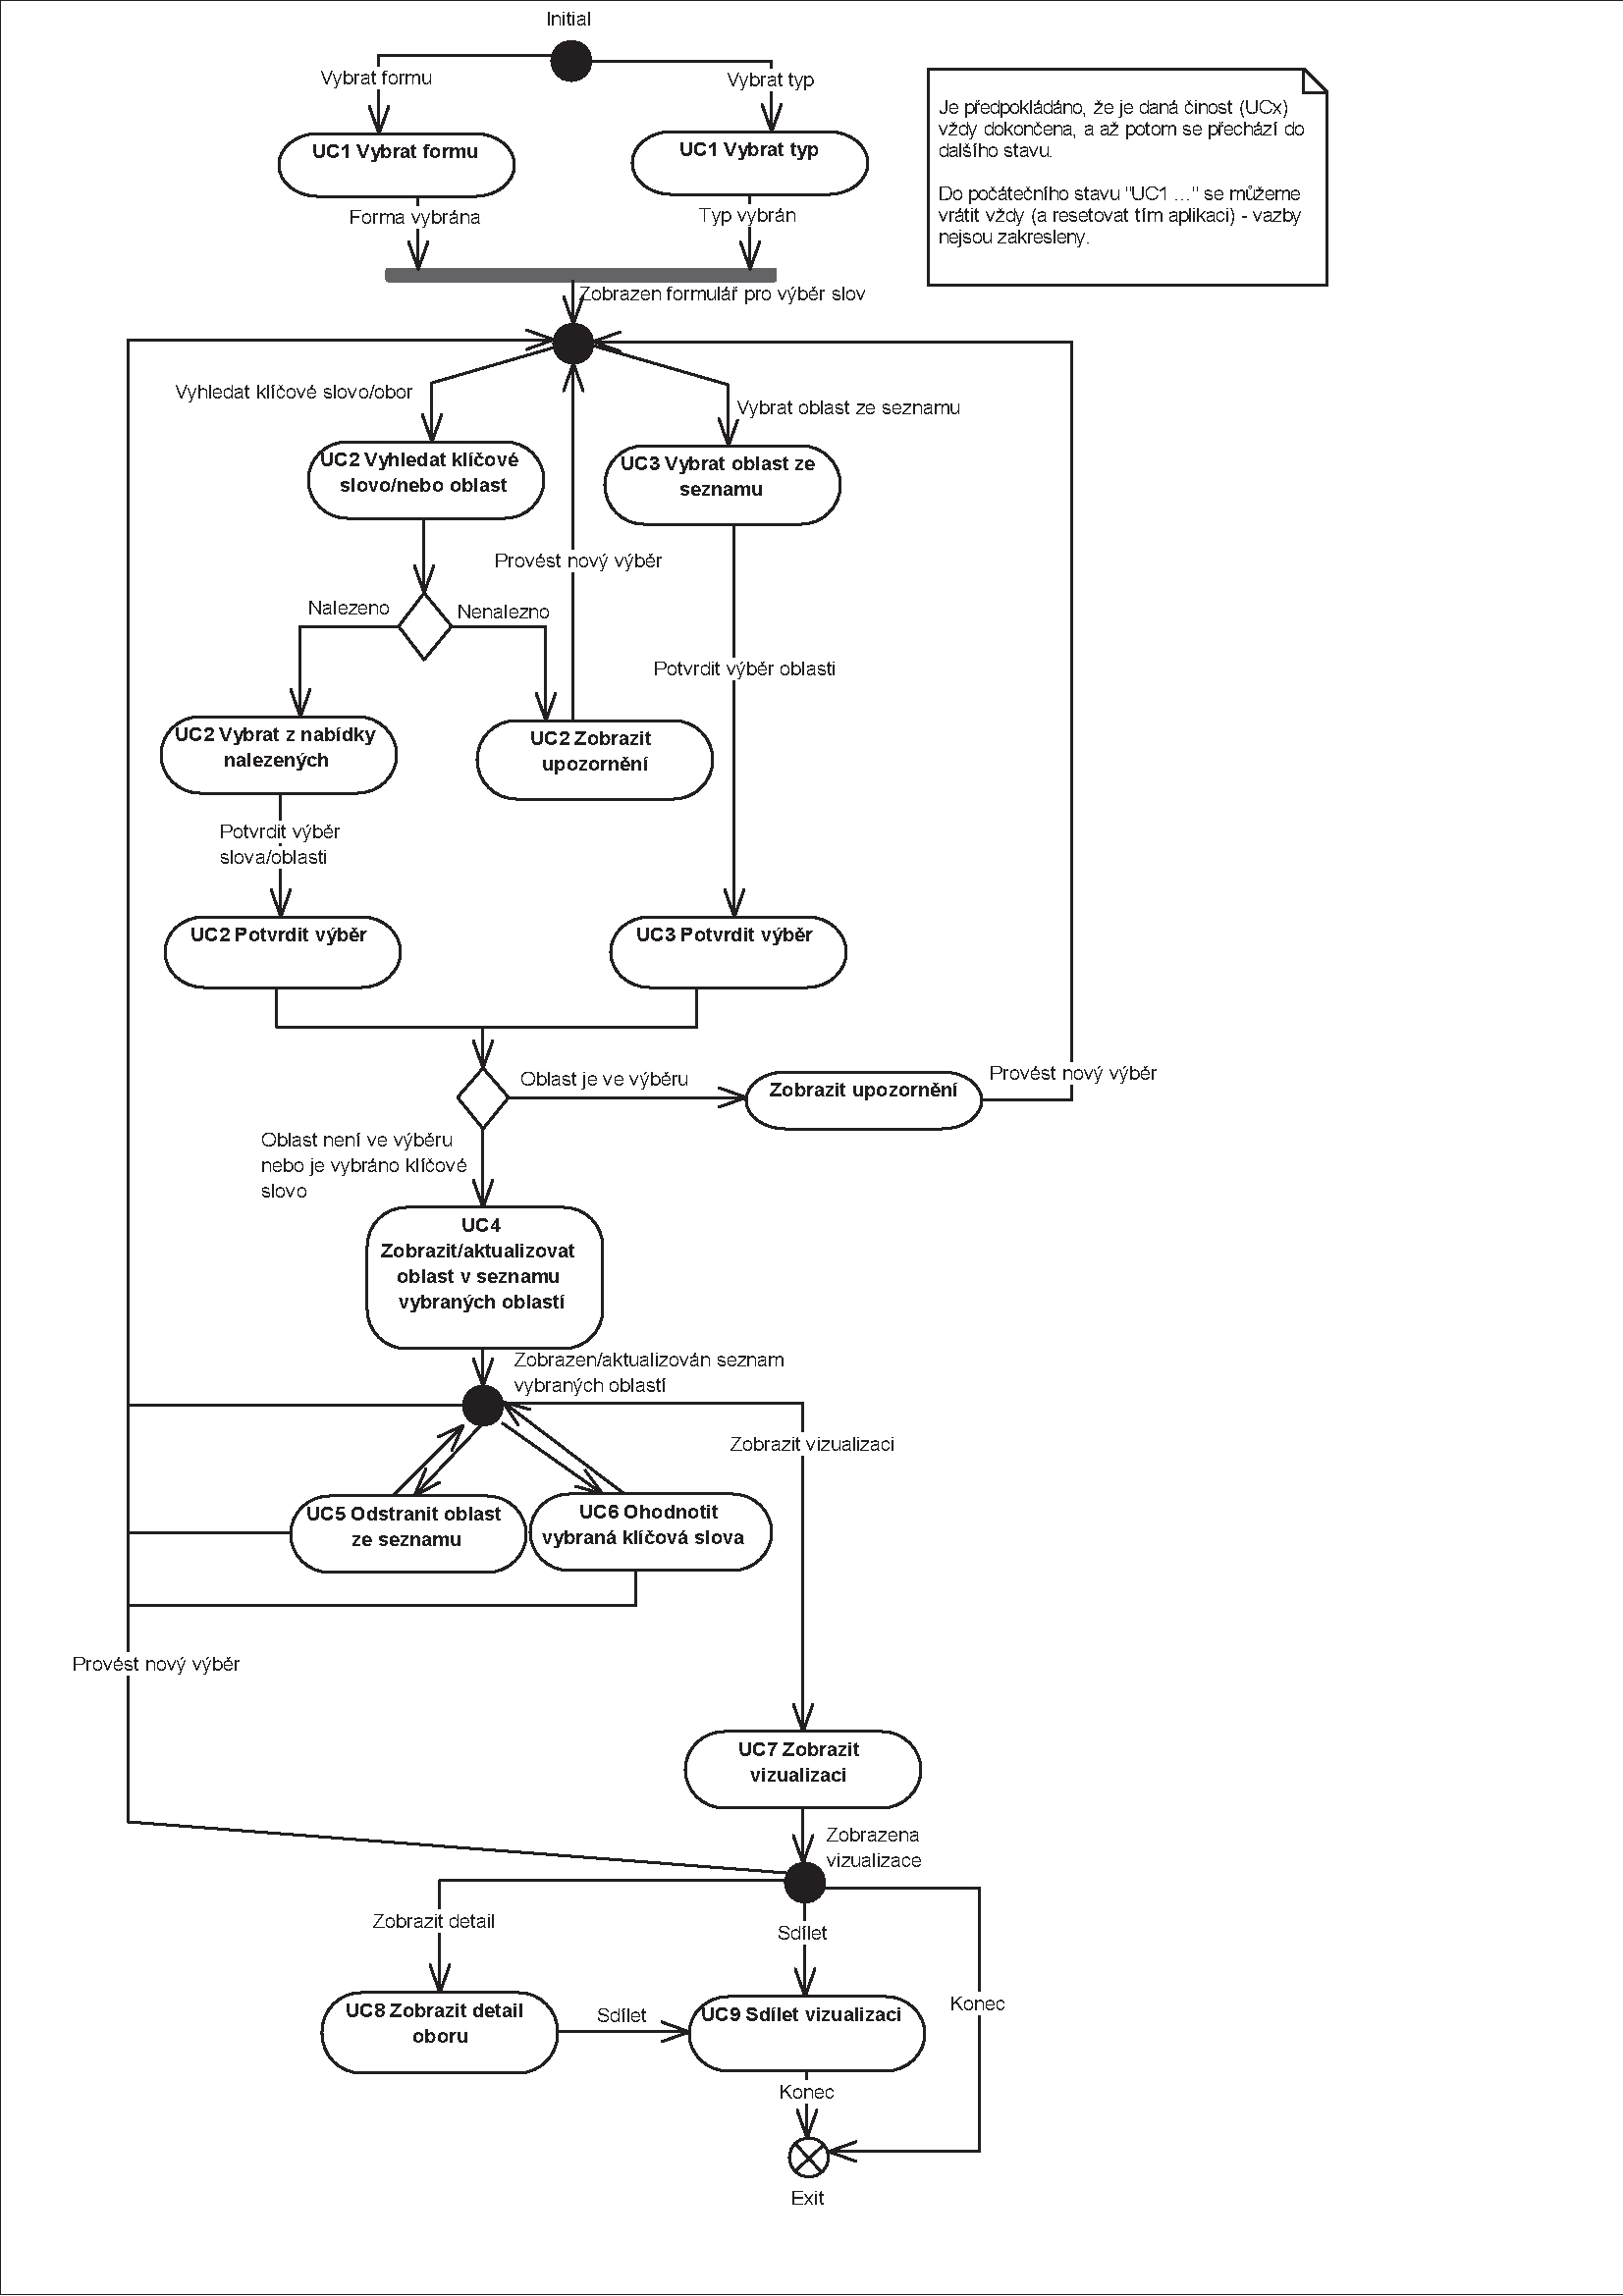 Initial
Vybrat formu
Vybrat typ
UC1 Vybrat formu
UC1 Vybrat typ
Je předpokládáno, že je daná činost (UCx)
vždy dokončena, a až potom se přechází do
dalšího stavu.
Do počátečního stavu "UC1 ..." se můžeme
vrátit vždy (a resetovat tím aplikaci) - vazby
nejsou zakresleny.
Forma vybrána
Typ vybrán
Zobrazen formulář pro výběr slov
Vyhledat klíčové slovo/obor
Vybrat oblast ze seznamu
UC2 Vyhledat klíčové
slovo/nebo oblast
UC3 Vybrat oblast ze
seznamu
Provést nový výběr
Nalezeno
Nenalezno
Potvrdit výběr oblasti
UC2 Vybrat z nabídky
nalezených
UC2 Zobrazit
upozornění
Potvrdit výběr
slova/oblasti
UC2 Potvrdit výběr
UC3 Potvrdit výběr
Oblast je ve výběru
Zobrazit upozornění
Provést nový výběr
Oblast není ve výběru
nebo je vybráno klíčové
slovo
UC4
Zobrazit/aktualizovat
oblast v seznamu
vybraných oblastí
Zobrazen/aktualizován seznam
vybraných oblastí
Zobrazit vizualizaci
UC5 Odstranit oblast
ze seznamu
UC6 Ohodnotit
vybraná klíčová slova
Provést nový výběr
UC7 Zobrazit
vizualizaci
Zobrazena
vizualizace
Zobrazit detail
Sdílet
UC8 Zobrazit detail
oboru
Sdílet
UC9 Sdílet vizualizaci
Konec
Konec
Exit